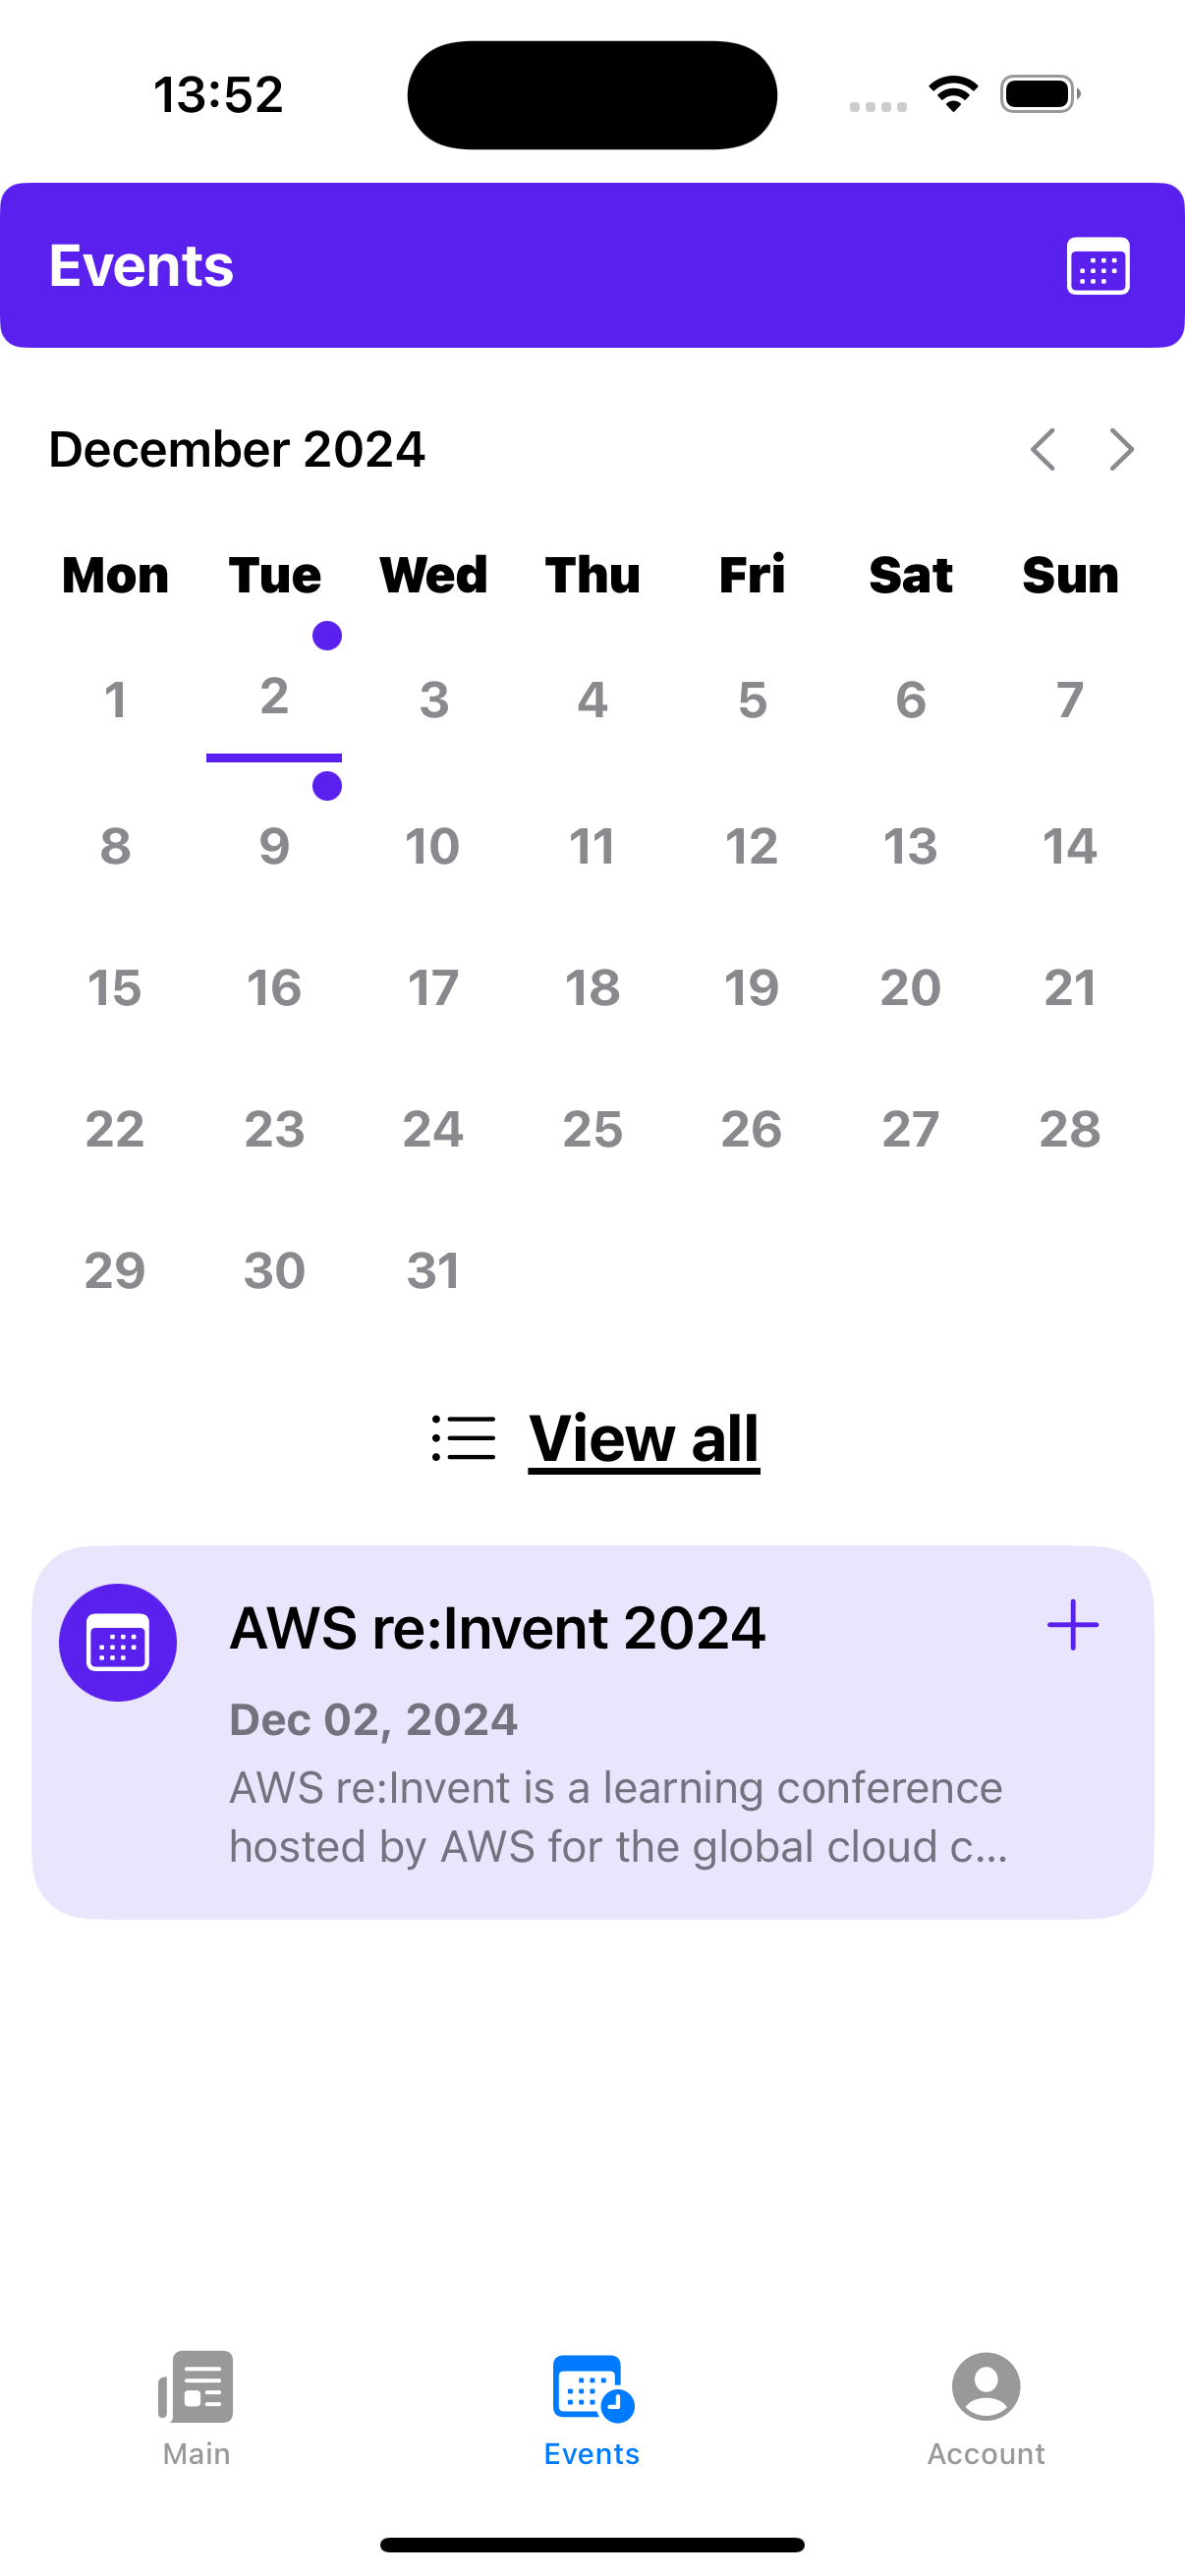 13:52
Events
December 2024
Mon Tue Wed Thu Fri Sat Sun
1 2 3 4 5 6 7
8 9 10 11 12 13 14
15 16 17 18 19 20 21
22 23 24 25 26 27 28
29 30 31
View all
AWS re:Invent 2024
Dec 02, 2024
AWS re:Invent is a learning conference
hosted by AWS for the global cloud c...
Main Events Account